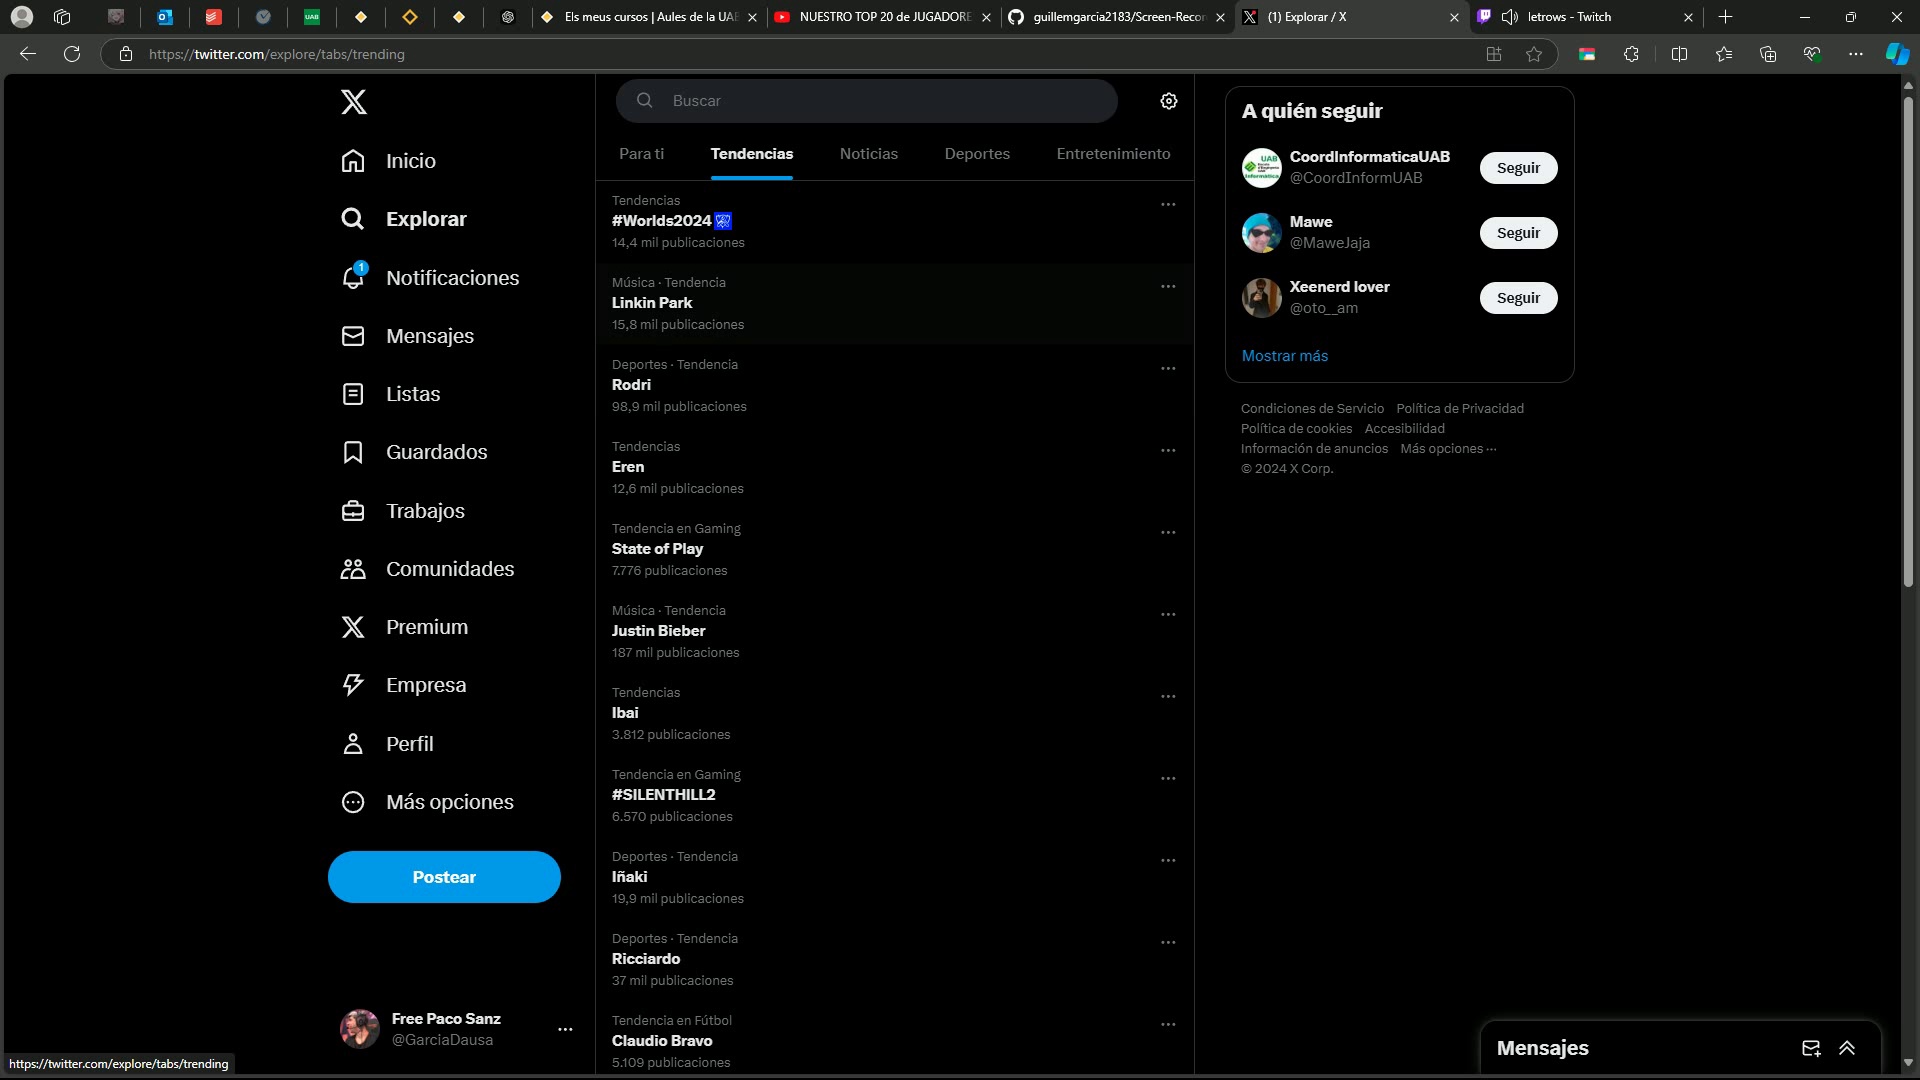 Els meus cursos | Aules de la UAB
NUESTRO TOP 20 de JUGADORE
guillemgarcia2183/Screen-Recor
(1) Explorar / X
letrows - Twitch
https://twitter.com/explore/tabs/trending
Inicio
Explorar
1
Notificaciones
Mensajes
Listas
Guardados
Trabajos
Comunidades
Premium
Empresa
Perfil
Más opciones
Postear
Free Paco Sanz
@GarciaDausa
https://twitter.com/explore/tabs/trending
Buscar
Para ti Tendencias Noticias Deportes Entretenimiento
Tendencias
#Worlds2024
14,4 mil publicaciones
Música · Tendencia
Linkin Park
15,8 mil publicaciones
Deportes · Tendencia
Rodri
98,9 mil publicaciones
Tendencias
Eren
12,6 mil publicaciones
Tendencia en Gaming
State of Play
7.776 publicaciones
Música · Tendencia
Justin Bieber
187 mil publicaciones
Tendencias
Ibai
3.812 publicaciones
Tendencia en Gaming
#SILENTHILL2
6.570 publicaciones
Deportes · Tendencia
Iñaki
19,9 mil publicaciones
Deportes · Tendencia
Ricciardo
37 mil publicaciones
Tendencia en Fútbol
Claudio Bravo
5.109 publicaciones
A quién seguir
CoordInformaticaUAB
@CoordInformUAB
Seguir
Mawe
@MaweJaja
Seguir
Xeenerd lover
@oto__am
Seguir
Mostrar más
Condiciones de Servicio Política de Privacidad
Política de cookies Accesibilidad
Información de anuncios Más opciones ···
© 2024 X Corp.
Mensajes